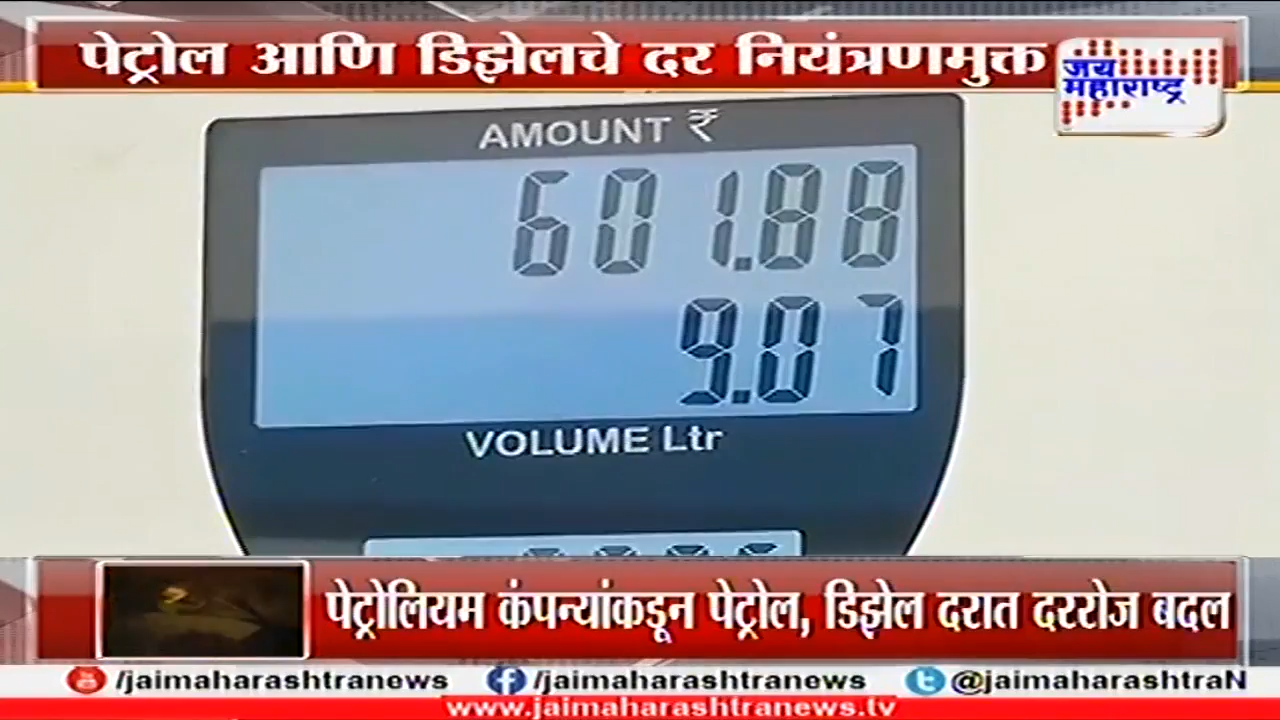 पेट्रोल आणि डिझेलचे दर नियंत्रणमुक्त
जय
महाराष्ट्र
AMOUNT ₹
601.88
9.07
VOLUME Ltr
पेट्रोलियम कंपन्यांकडून पेट्रोल, डिझेल दरात दररोज बदल
/jaimaharashtranews
/jaimaharashtranews
@jaimaharashtraN
www.jaimaharashtranews.tv